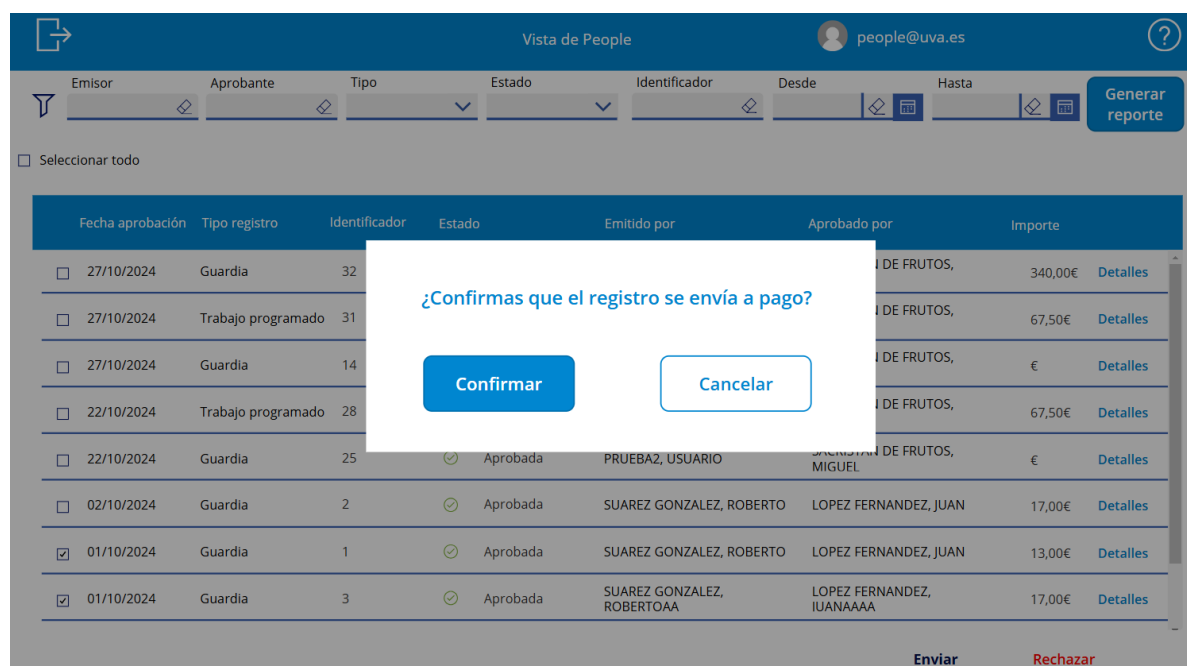 Vista de People
people@uva.es
?
Emisor Aprobante Tipo Estado Identificador Desde Hasta
Generar
reporte
Seleccionar todo
Fecha aprobación Tipo registro Identificador Estado Emitido por Aprobado por Importe
27/10/2024 Guardia 32 DE FRUTOS, 340,00€ Detalles
¿Confirmas que el registro se envía a pago?
27/10/2024 Trabajo programado 31 DE FRUTOS, 67,50€ Detalles
27/10/2024 Guardia 14 DE FRUTOS, € Detalles
Confirmar Cancelar
22/10/2024 Trabajo programado 28 DE FRUTOS, 67,50€ Detalles
22/10/2024 Guardia 25 Aprobada PRUEBA2, USUARIO SACRISTAN DE FRUTOS,
MIGUEL € Detalles
02/10/2024 Guardia 2 Aprobada SUAREZ GONZALEZ, ROBERTO LOPEZ FERNANDEZ, JUAN 17,00€ Detalles
01/10/2024 Guardia 1 Aprobada SUAREZ GONZALEZ, ROBERTO LOPEZ FERNANDEZ, JUAN 13,00€ Detalles
01/10/2024 Guardia 3 Aprobada SUAREZ GONZALEZ, LOPEZ FERNANDEZ, 17,00€ Detalles
ROBERTOAA JUANAAAA
Enviar Rechazar